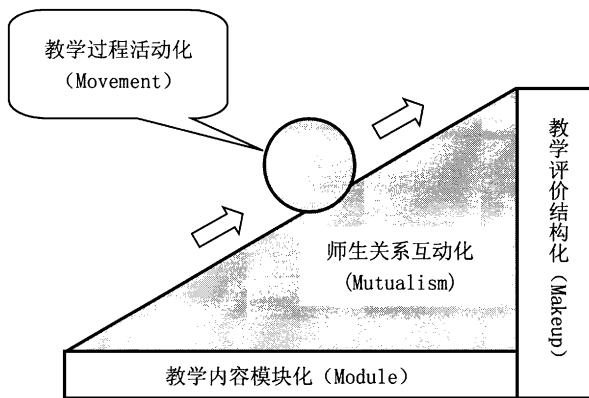 教学过程活动化
（Movement）
师生关系互动化
(Mutualism)
教学评价结构化（Makeup）
教学内容模块化（Module）